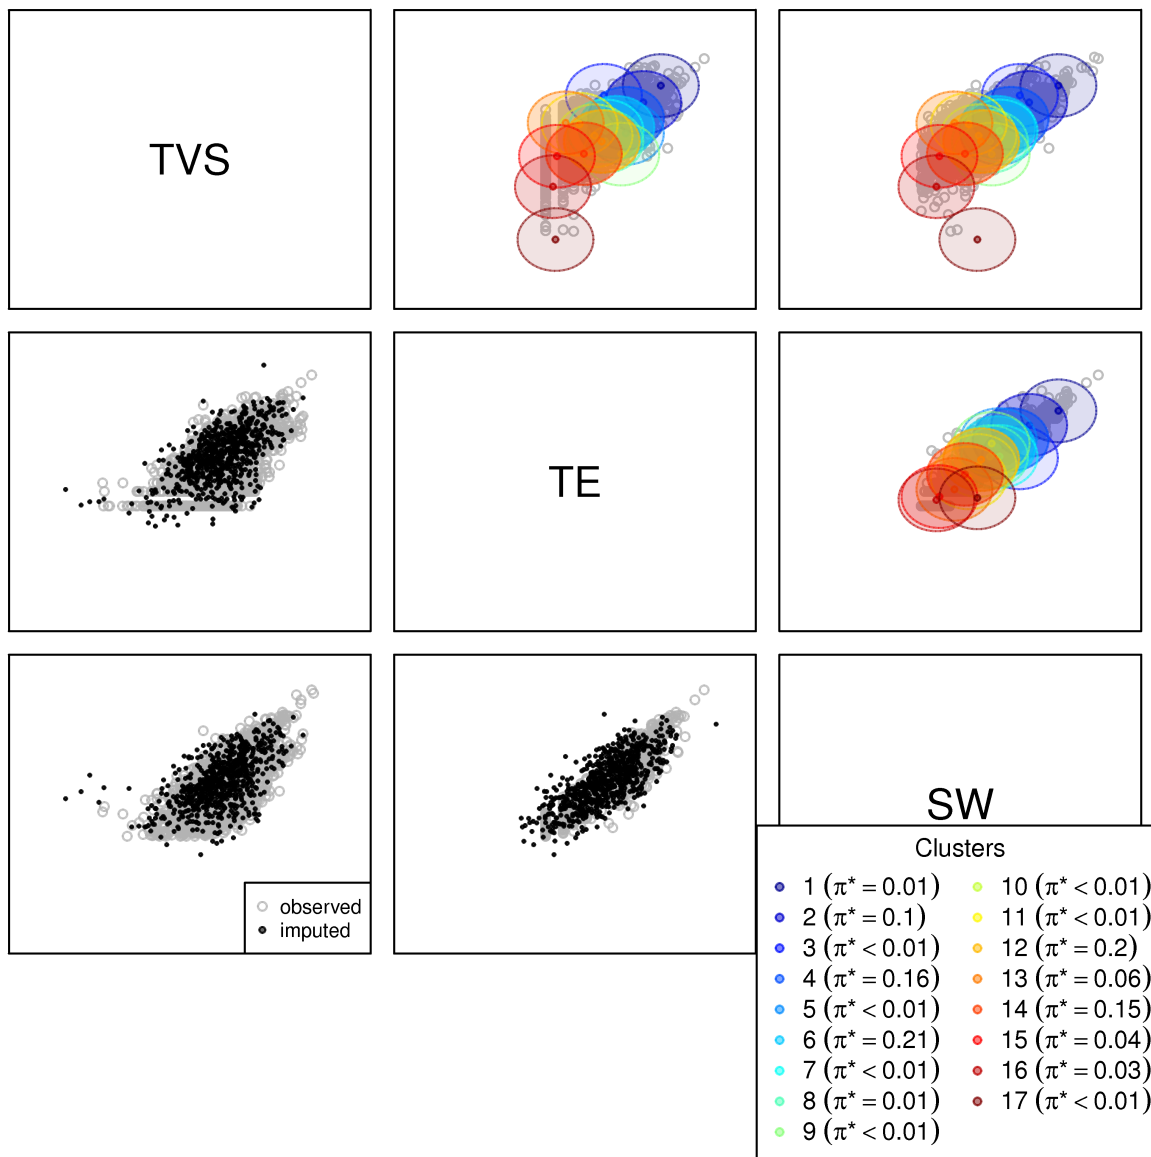 TVS
TE
SW
observed
imputed
Clusters
1 (π* = 0.01)
2 (π* = 0.1)
3 (π* < 0.01)
4 (π* = 0.16)
5 (π* < 0.01)
6 (π* = 0.21)
7 (π* < 0.01)
8 (π* = 0.01)
9 (π* < 0.01)
10 (π* < 0.01)
11 (π* < 0.01)
12 (π* = 0.2)
13 (π* = 0.06)
14 (π* = 0.15)
15 (π* = 0.04)
16 (π* = 0.03)
17 (π* < 0.01)